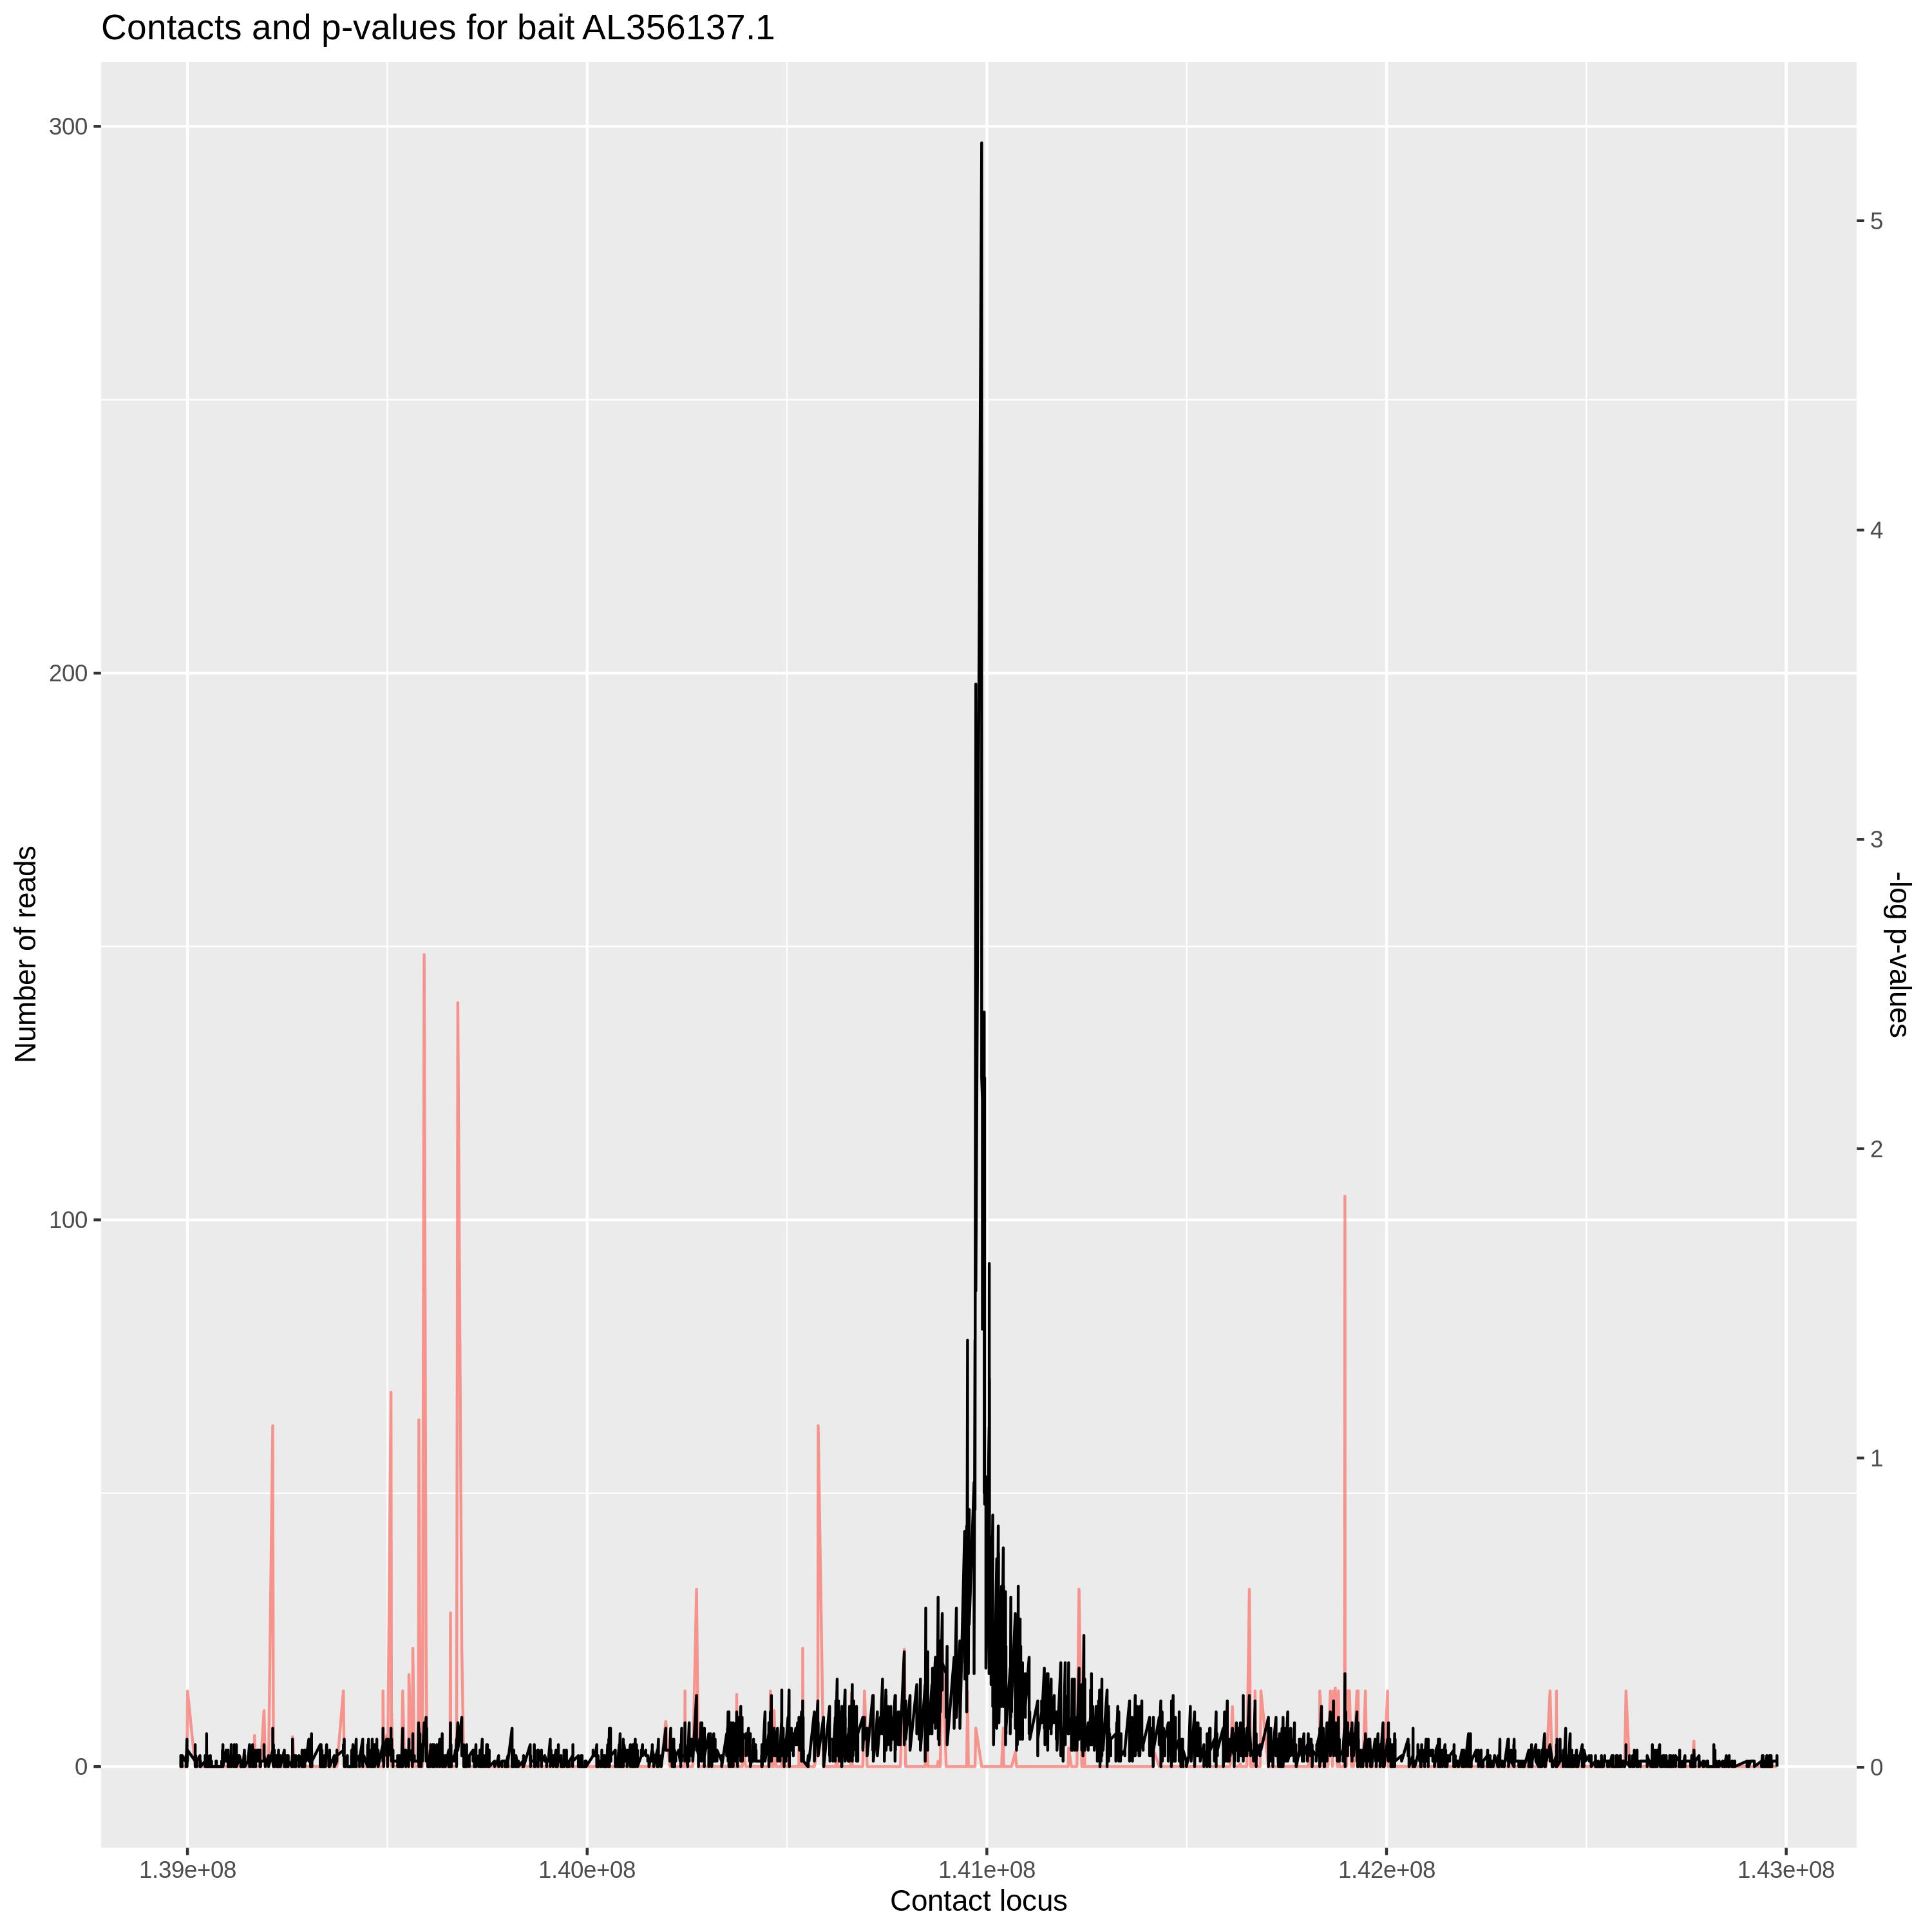 Contacts and p-values for bait AL356137.1
300
200
100
0
Number of reads
5
4
3
2
1
0
-log p-values
1.39e+08 1.40e+08 1.41e+08 1.42e+08 1.43e+08
Contact locus